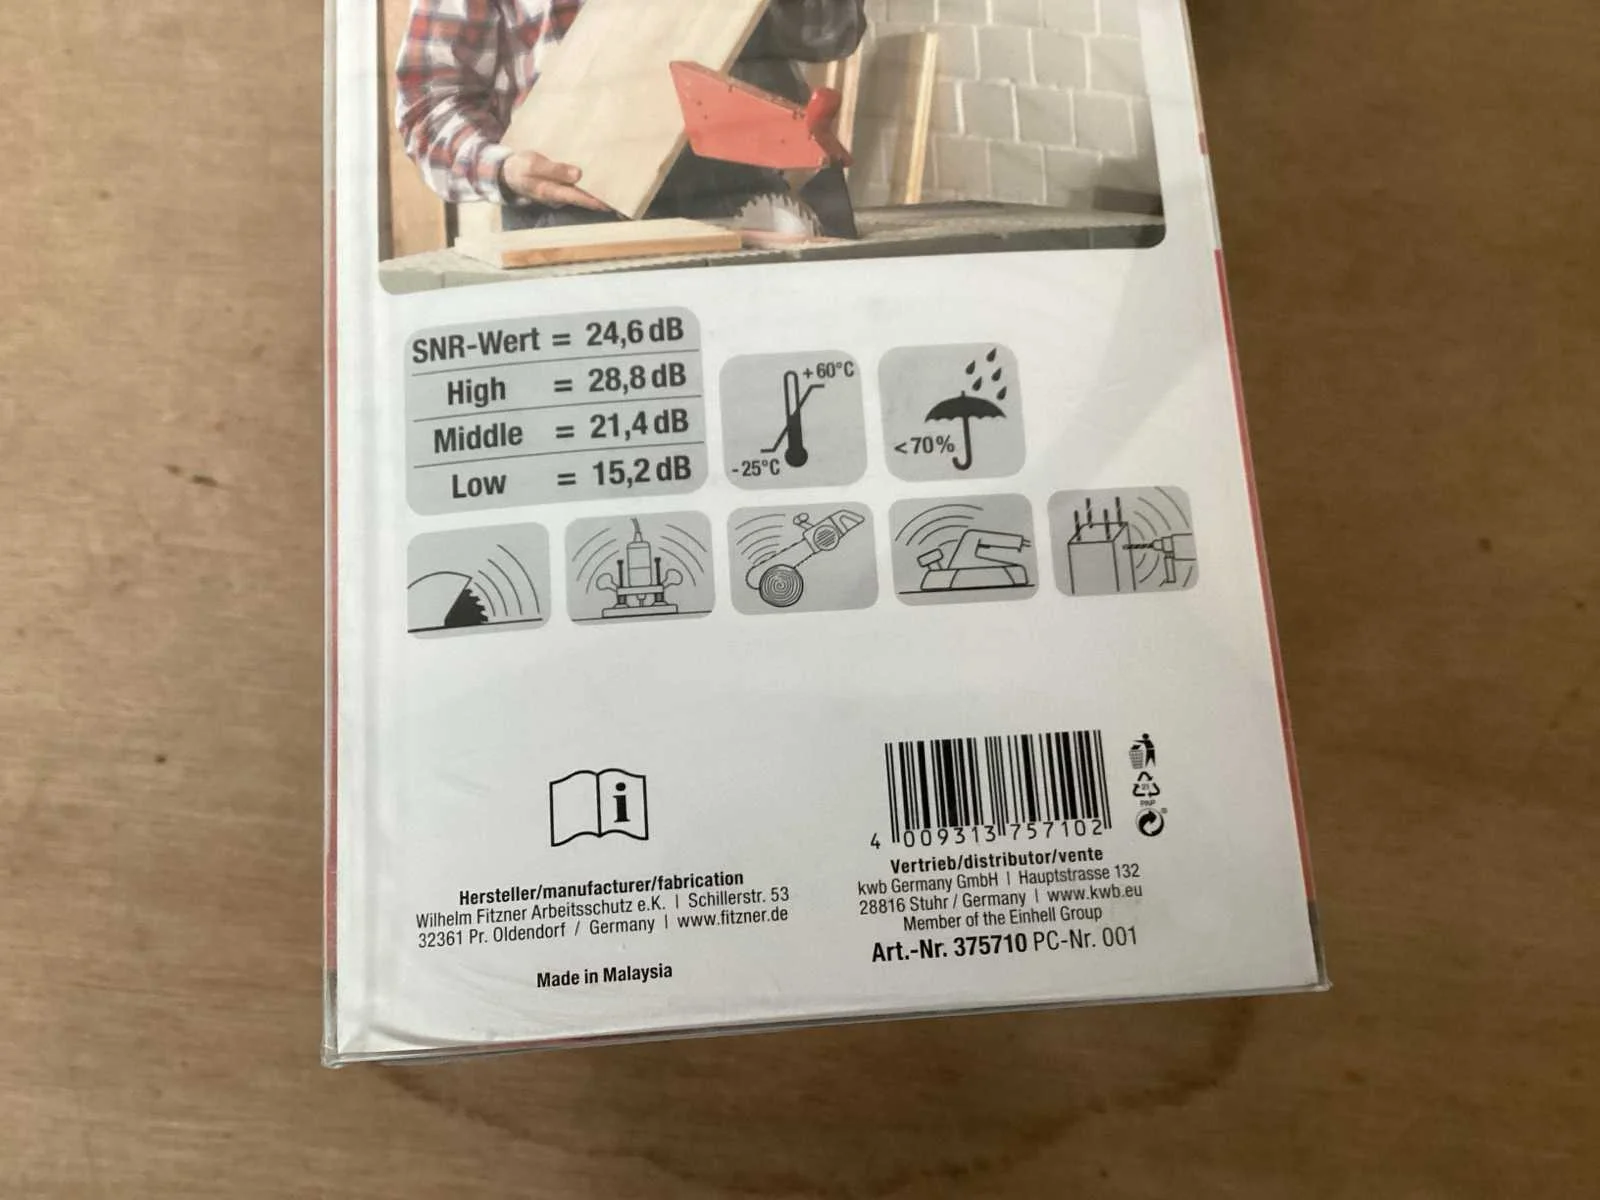 SNR-Wert = 24,6 dB
High = 28,8 dB
Middle = 21,4 dB
Low = 15,2 dB
+60°C
-25°C
<70%
i
4 009313 757102
21
PAP
Hersteller/manufacturer/fabrication
Wilhelm Fitzner Arbeitsschutz e.K. | Schillerstr. 53
32361 Pr. Oldendorf / Germany | www.fitzner.de
Made in Malaysia
Vertrieb/distributor/vente
kwb Germany GmbH | Hauptstrasse 132
28816 Stuhr / Germany | www.kwb.eu
Member of the Einhell Group
Art.-Nr. 375710 PC-Nr. 001